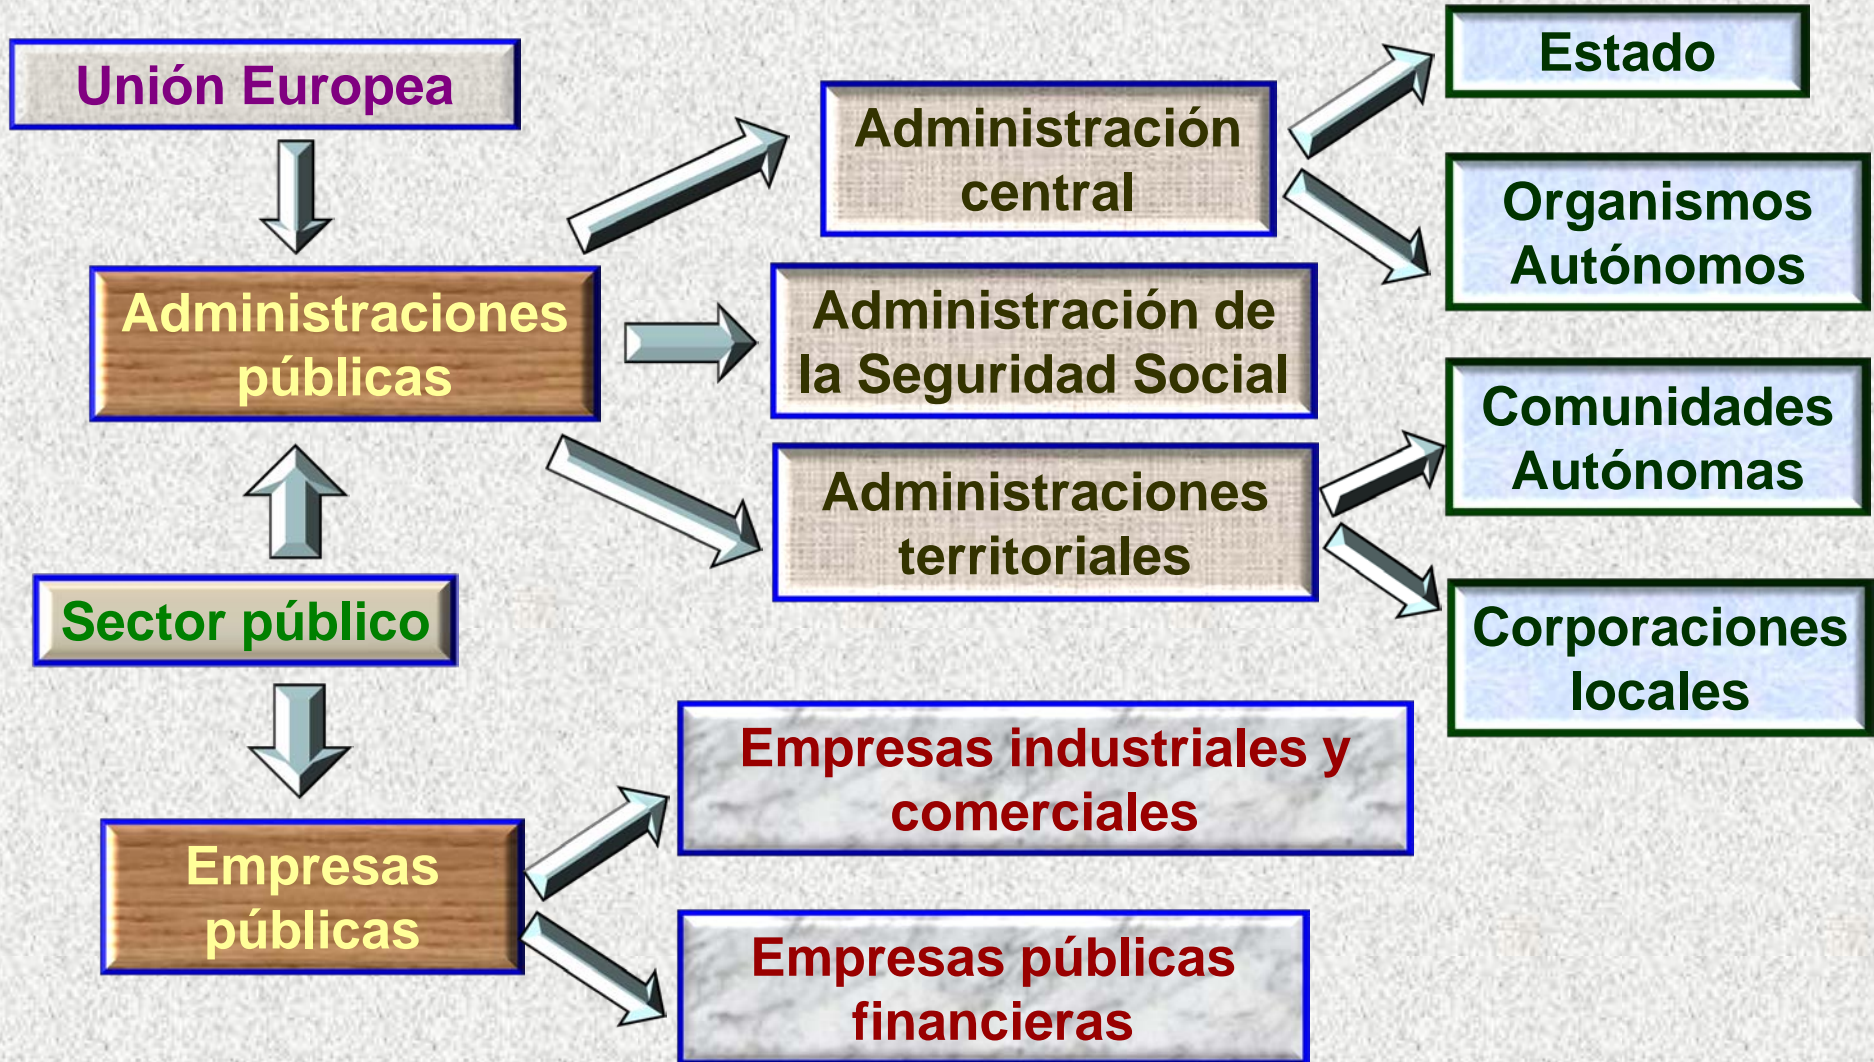 Unión Europea
Administraciones
públicas
Sector público
Empresas
públicas
Administración
central
Administración de
la Seguridad Social
Administraciones
territoriales
Estado
Organismos
Autónomos
Comunidades
Autónomas
Corporaciones
locales
Empresas industriales y
comerciales
Empresas públicas
financieras